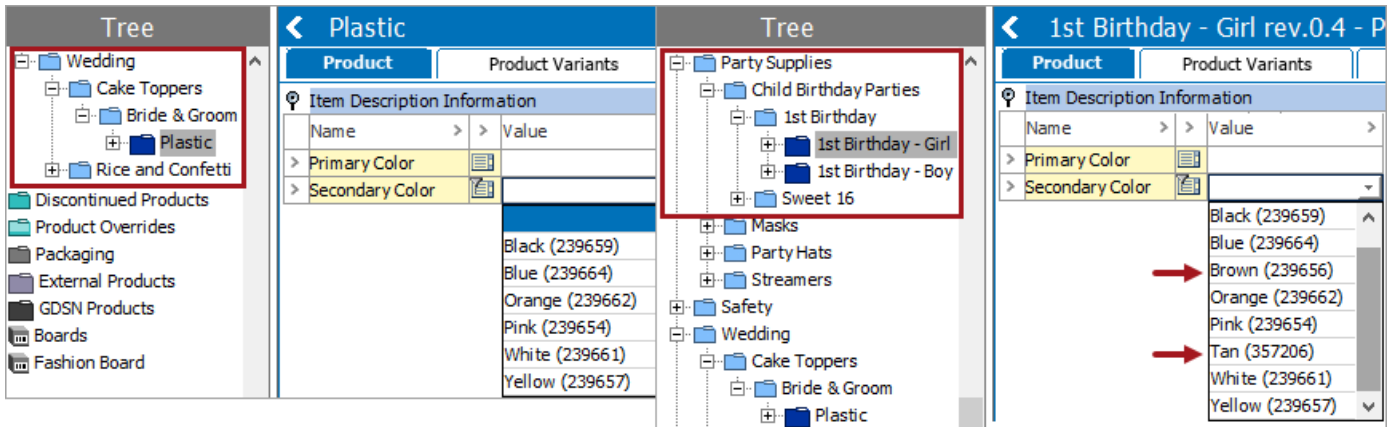 Tree
Wedding
Cake Toppers
Bride & Groom
Plastic
Rice and Confetti
Discontinued Products
Product Overrides
Packaging
External Products
GDSN Products
Boards
Fashion Board
Plastic
Product
Product Variants
Item Description Information
Name > > Value
> Primary Color
> Secondary Color
Black (239659)
Blue (239664)
Orange (239662)
Pink (239654)
White (239661)
Yellow (239657)
Tree
Party Supplies
Child Birthday Parties
1st Birthday
1st Birthday - Girl
1st Birthday - Boy
Sweet 16
Masks
Party Hats
Streamers
Safety
Wedding
Cake Toppers
Bride & Groom
Plastic
1st Birthday - Girl rev.0.4 - P
Product
Product Variants
Item Description Information
Name > > Value >
> Primary Color
> Secondary Color
Black (239659)
Blue (239664)
Brown (239656)
Orange (239662)
Pink (239654)
Tan (357206)
White (239661)
Yellow (239657)